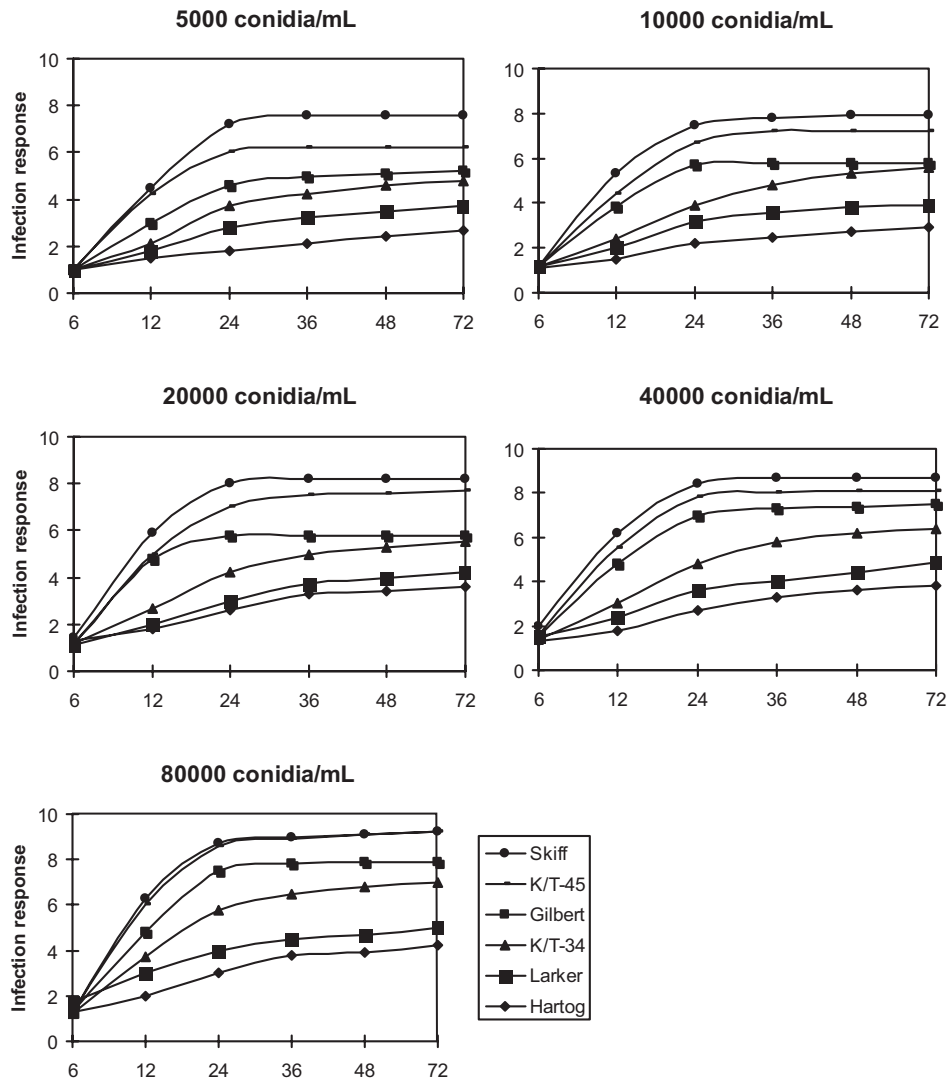 5000 conidia/mL
10000 conidia/mL
Infection response
10
8
6
4
2
0
6 12 24 36 48 72
10
8
6
4
2
0
6 12 24 36 48 72
20000 conidia/mL
40000 conidia/mL
Infection response
10
8
6
4
2
0
6 12 24 36 48 72
10
8
6
4
2
0
6 12 24 36 48 72
80000 conidia/mL
Infection response
10
8
6
4
2
0
6 12 24 36 48 72
Skiff
K/T-45
Gilbert
K/T-34
Larker
Hartog